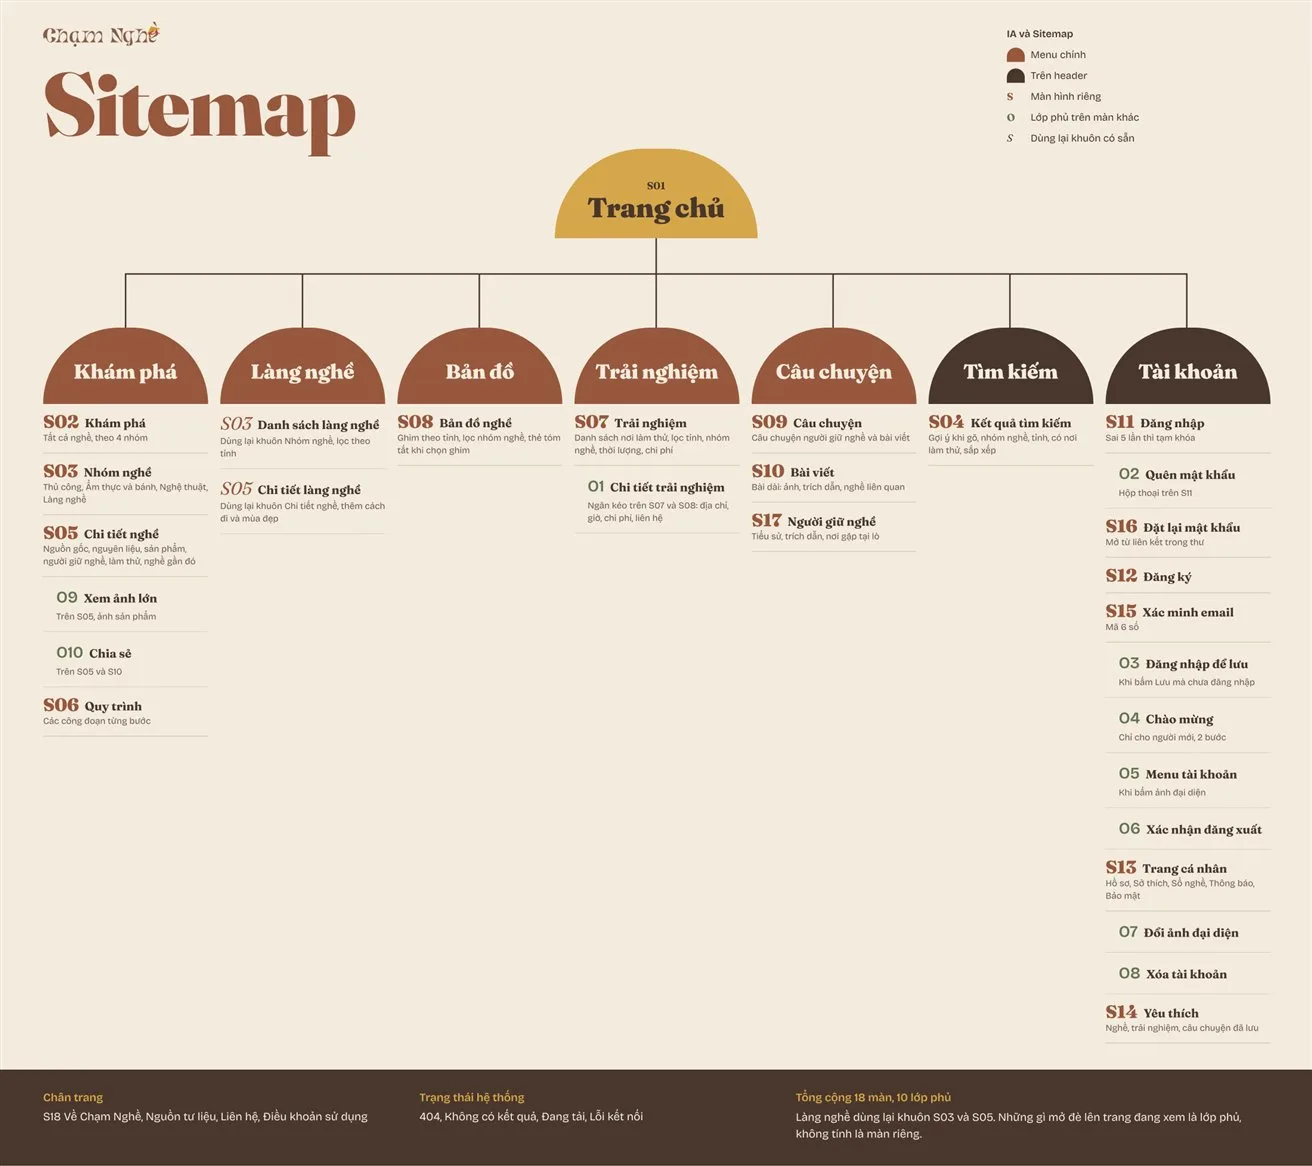 Chạm Nghề
Sitemap
IA và Sitemap
Menu chính
Trên header
S Màn hình riêng
O Lớp phủ trên màn khác
S Dùng lại khuôn có sẵn
S01
Trang chủ
Khám phá
S02 Khám phá
Tất cả nghề, theo 4 nhóm
S03 Nhóm nghề
Thủ công, Ẩm thực và bánh, Nghệ thuật,
Làng nghề
S05 Chi tiết nghề
Nguồn gốc, nguyên liệu, sản phẩm,
người giữ nghề, làm thử, nghề gần đó
O9 Xem ảnh lớn
Trên S05, ảnh sản phẩm
O10 Chia sẻ
Trên S05 và S10
S06 Quy trình
Các công đoạn từng bước
Làng nghề
S03 Danh sách làng nghề
Dùng lại khuôn Nhóm nghề, lọc theo
tỉnh
S05 Chi tiết làng nghề
Dùng lại khuôn Chi tiết nghề, thêm cách
đi và mùa đẹp
Bản đồ
S08 Bản đồ nghề
Ghim theo tỉnh, lọc nhóm nghề, thẻ tóm
tắt khi chọn ghim
Trải nghiệm
S07 Trải nghiệm
Danh sách nơi làm thử, lọc tỉnh, nhóm
nghề, thời lượng, chi phí
O1 Chi tiết trải nghiệm
Ngăn kéo trên S07 và S08: địa chỉ,
giờ, chi phí, liên hệ
Câu chuyện
S09 Câu chuyện
Câu chuyện người giữ nghề và bài viết
S10 Bài viết
Bài dài: ảnh, trích dẫn, nghề liên quan
S17 Người giữ nghề
Tiểu sử, trích dẫn, nơi gặp tại lò
Tìm kiếm
S04 Kết quả tìm kiếm
Gợi ý khi gõ, nhóm nghề, tỉnh, có nơi
làm thử, sắp xếp
Tài khoản
S11 Đăng nhập
Sai 5 lần thì tạm khóa
O2 Quên mật khẩu
Hộp thoại trên S11
S16 Đặt lại mật khẩu
Mở từ liên kết trong thư
S12 Đăng ký
S15 Xác minh email
Mã 6 số
O3 Đăng nhập để lưu
Khi bấm Lưu mà chưa đăng nhập
O4 Chào mừng
Chỉ cho người mới, 2 bước
O5 Menu tài khoản
Khi bấm ảnh đại diện
O6 Xác nhận đăng xuất
S13 Trang cá nhân
Hồ sơ, Sở thích, Sổ nghề, Thông báo,
Bảo mật
O7 Đổi ảnh đại diện
O8 Xóa tài khoản
S14 Yêu thích
Nghề, trải nghiệm, câu chuyện đã lưu
Chân trang
S18 Về Chạm Nghề, Nguồn tư liệu, Liên hệ, Điều khoản sử dụng
Trạng thái hệ thống
404, Không có kết quả, Đang tải, Lỗi kết nối
Tổng cộng 18 màn, 10 lớp phủ
Làng nghề dùng lại khuôn S03 và S05. Những gì mở đè lên trang đang xem là lớp phủ,
không tính là màn riêng.